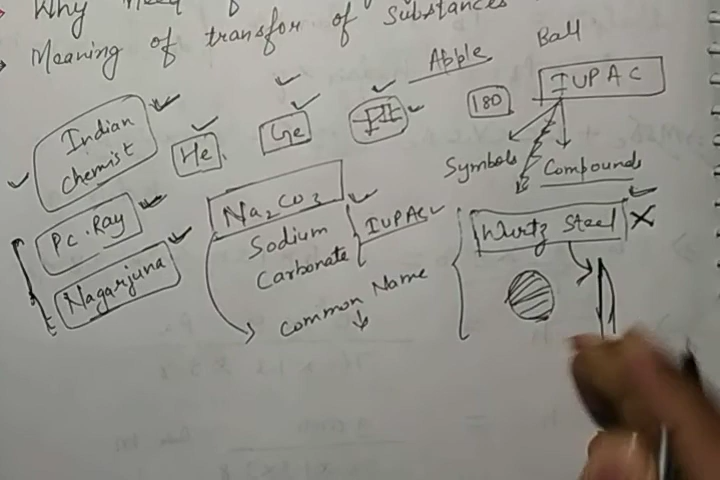 Why Need
Meaning of transfor of Substances
Apple
Ball
Indian
chemist
He
Ge
180
IUPAC
Symbols
Compounds
P.C. Ray
Nagarjuna
Na2CO3
Sodium
Carbonate
IUPAC
Common Name
Wurtz Steel